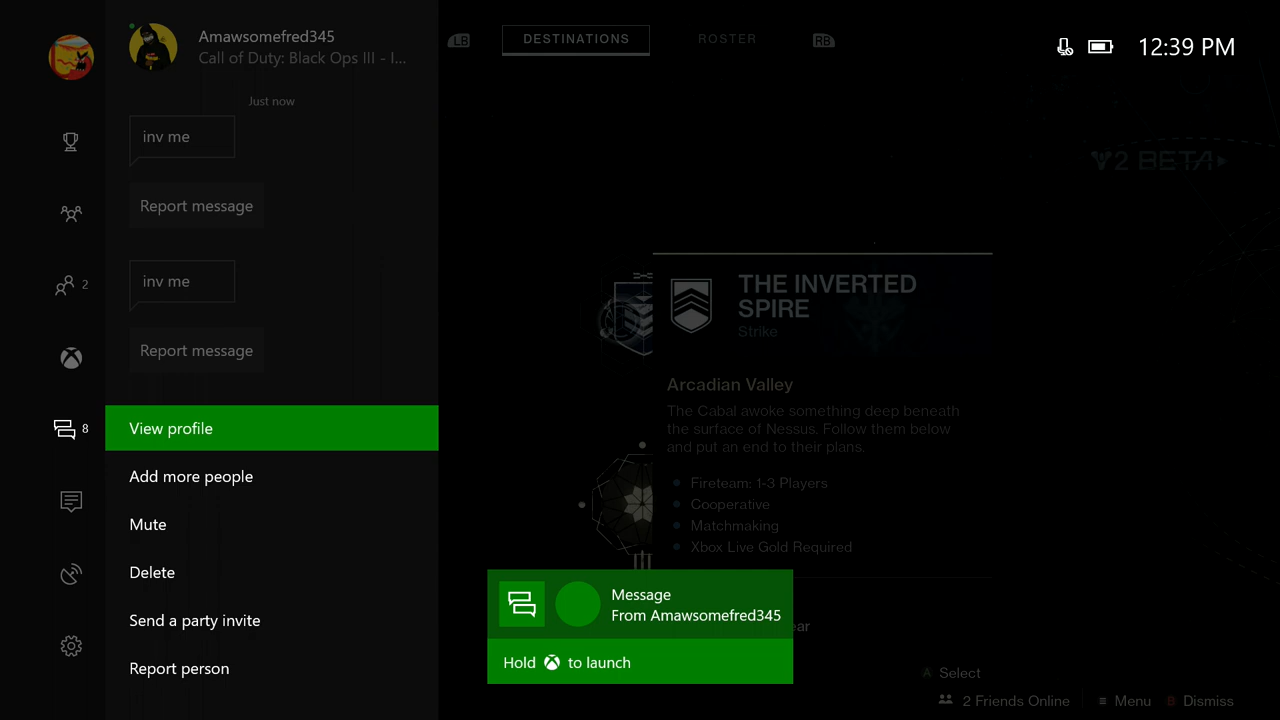 Amawsomefred345
Call of Duty: Black Ops III - I...
Just now
inv me
Report message
inv me
Report message
2
8
View profile
Add more people
Mute
Delete
Send a party invite
Report person
LB
DESTINATIONS
ROSTER
RB
12:39 PM
2 BETA
THE INVERTED
SPIRE
Strike
Arcadian Valley
The Cabal awoke something deep beneath
the surface of Nessus. Follow them below
and put an end to their plans.
Fireteam: 1-3 Players
Cooperative
Matchmaking
Xbox Live Gold Required
Message
From Amawsomefred345
Hold to launch
A Select
2 Friends Online
Menu
B Dismiss